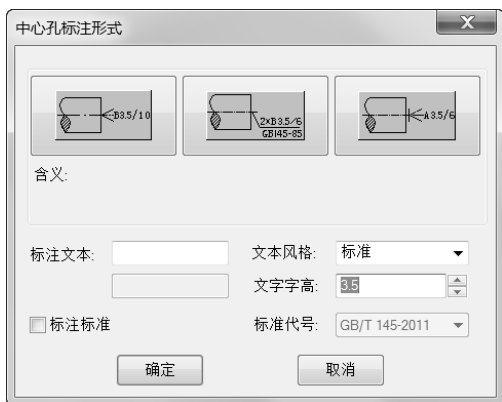 中心孔标注形式
X
B3.5/10
2×B3.5/6
GB145-85
A3.5/6
含义:
标注文本:
文本风格: 标准
文字字高: 3.5
标注标准
标准代号: GB/T 145-2011
确定
取消